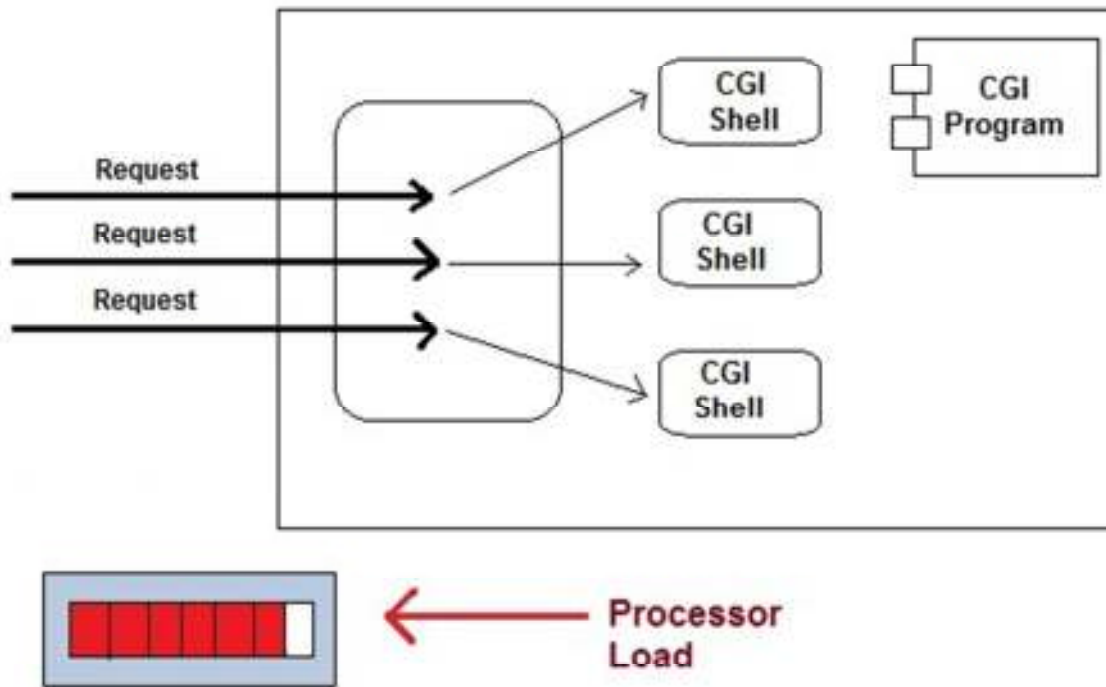 CGI
Shell
CGI
Program
Request
Request
CGI
Shell
Request
CGI
Shell
Processor
Load